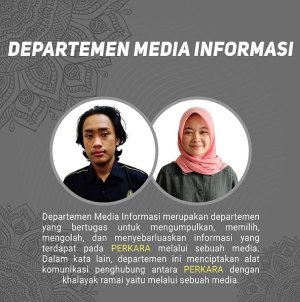 DEPARTEMEN MEDIA INFORMASI
Departemen Media Informasi merupakan departemen
yang bertugas untuk mengumpulkan, memilih,
mengolah, dan menyebarluaskan informasi yang
terdapat pada PERKARA melalui sebuah media.
Dalam kata lain, departemen ini menciptakan alat
komunikasi penghubung antara PERKARA dengan
khalayak ramai yaitu melalui sebuah media.